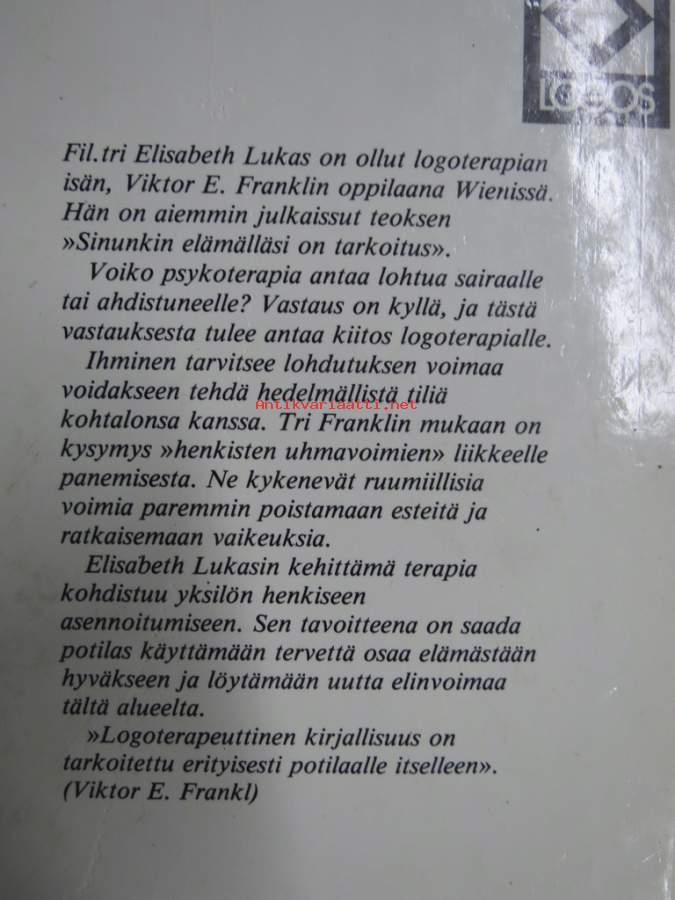 LOGOS
Fil.tri Elisabeth Lukas on ollut logoterapian
isän, Viktor E. Franklin oppilaana Wienissä.
Hän on aiemmin julkaissut teoksen
»Sinunkin elämälläsi on tarkoitus».
Voiko psykoterapia antaa lohtua sairaalle
tai ahdistuneelle? Vastaus on kyllä, ja tästä
vastauksesta tulee antaa kiitos logoterapialle.
Ihminen tarvitsee lohdutuksen voimaa
voidakseen tehdä hedelmällistä tiliä
Antikvariaatti.net
kohtalonsa kanssa. Tri Franklin mukaan on
kysymys »henkisten uhmavoimien» liikkeelle
panemisesta. Ne kykenevät ruumiillisia
voimia paremmin poistamaan esteitä ja
ratkaisemaan vaikeuksia.
Elisabeth Lukasin kehittämä terapia
kohdistuu yksilön henkiseen
asennoitumiseen. Sen tavoitteena on saada
potilas käyttämään tervettä osaa elämästään
hyväkseen ja löytämään uutta elinvoimaa
tältä alueelta.
»Logoterapeuttinen kirjallisuus on
tarkoitettu erityisesti potilaalle itselleen».
(Viktor E. Frankl)